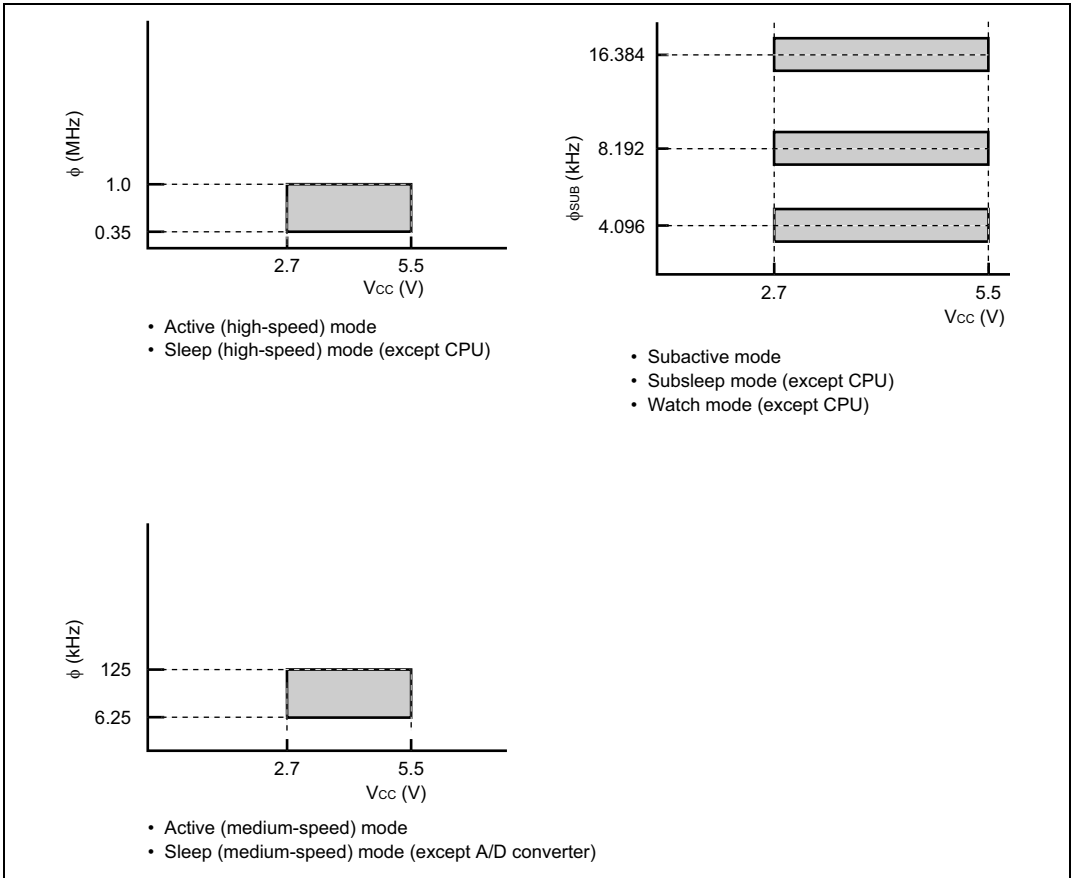 φ (MHz)
1.0
0.35
2.7
5.5
Vcc (V)
• Active (high-speed) mode
• Sleep (high-speed) mode (except CPU)
φSUB (kHz)
16.384
8.192
4.096
2.7
5.5
Vcc (V)
• Subactive mode
• Subsleep mode (except CPU)
• Watch mode (except CPU)
φ (kHz)
125
6.25
2.7
5.5
Vcc (V)
• Active (medium-speed) mode
• Sleep (medium-speed) mode (except A/D converter)